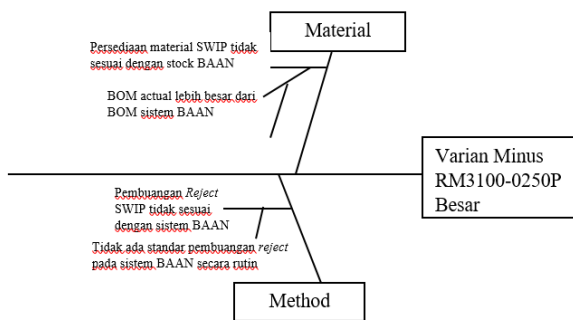 Material
Persediaan material SWIP tidak
sesuai dengan stock BAAN
BOM actual lebih besar dari
BOM sistem BAAN
Varian Minus
RM3100-0250P
Besar
Pembuangan Reject
SWIP tidak sesuai
dengan sistem BAAN
Tidak ada standar pembuangan reject
pada sistem BAAN secara rutin
Method